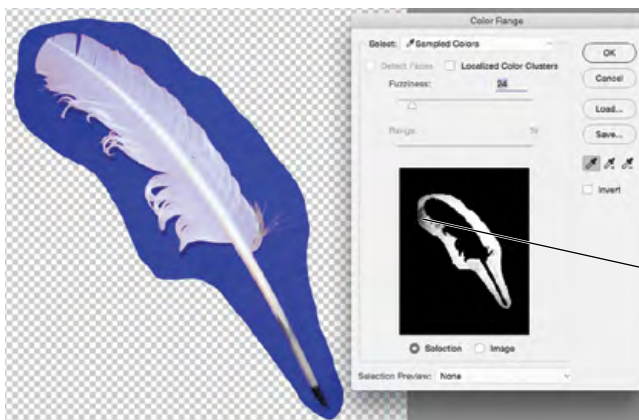 Color Range
Select: Sampled Colors
OK
Detect Faces
Localized Color Clusters
Cancel
Fuzziness: 24
Load...
Range: %
Save...
Invert
Selection
Image
Selection Preview: None